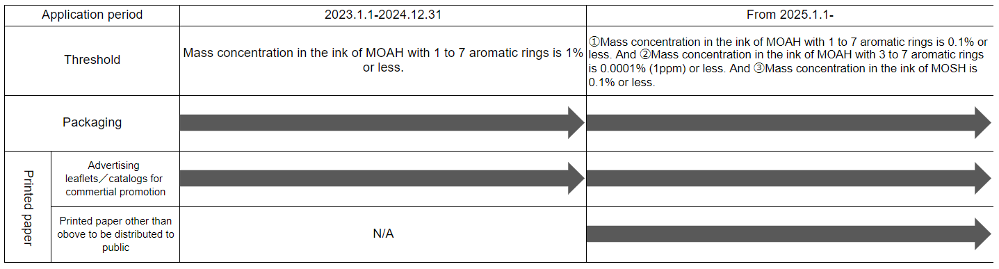 Application period
2023.1.1-2024.12.31
From 2025.1.1-
Threshold
Mass concentration in the ink of MOAH with 1 to 7 aromatic rings is 1%
or less.
①Mass concentration in the ink of MOAH with 1 to 7 aromatic rings is 0.1% or
less. And ②Mass concentration in the ink of MOAH with 3 to 7 aromatic rings
is 0.0001% (1ppm) or less. And ③Mass concentration in the ink of MOSH is
0.1% or less.
Packaging
Printed paper
Advertising
leaflets／catalogs for
commertial promotion
Printed paper other than
obove to be distributed to
public
N/A